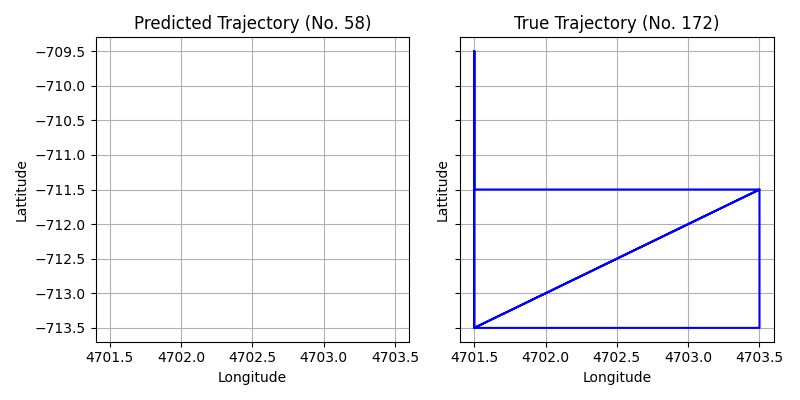 Predicted Trajectory (No. 58)
−709.5
−710.0
−710.5
−711.0
−711.5
−712.0
−712.5
−713.0
−713.5
Lattitude
4701.5 4702.0 4702.5 4703.0 4703.5
Longitude
True Trajectory (No. 172)
Lattitude
4701.5 4702.0 4702.5 4703.0 4703.5
Longitude